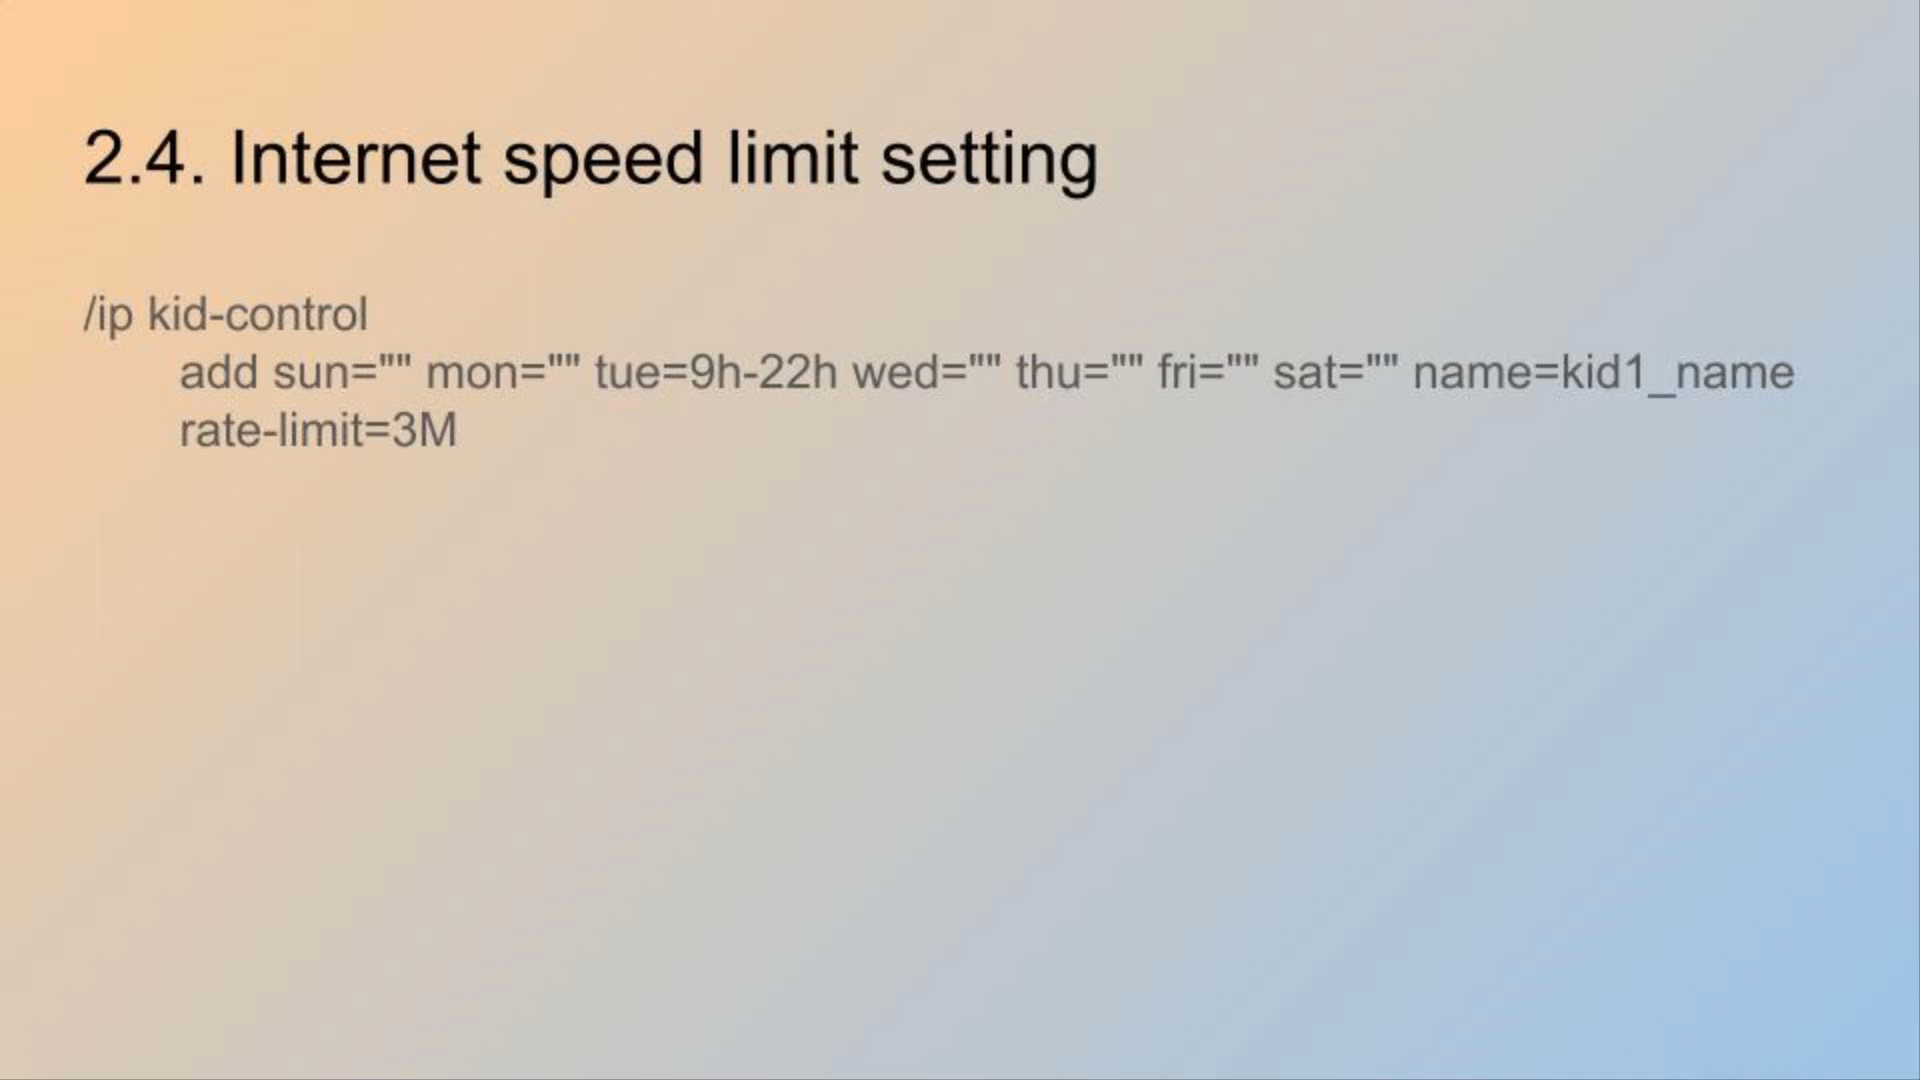 2.4. Internet speed limit setting
/ip kid-control
add sun="" mon="" tue=9h-22h wed="" thu="" fri="" sat="" name=kid1_name
rate-limit=3M